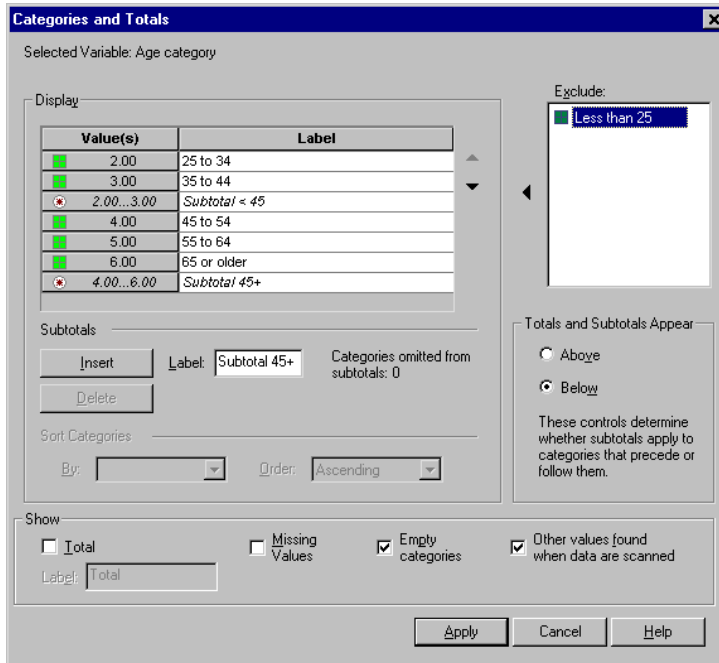 Categories and Totals
Selected Variable: Age category
Display
Value(s) Label
2.00 25 to 34
3.00 35 to 44
2.00...3.00 Subtotal < 45
4.00 45 to 54
5.00 55 to 64
6.00 65 or older
4.00...6.00 Subtotal 45+
Subtotals
Insert Label: Subtotal 45+ Categories omitted from
subtotals: 0
Delete
Sort Categories
By: Order: Ascending
Exclude:
Less than 25
Totals and Subtotals Appear
Above
Below
These controls determine
whether subtotals apply to
categories that precede or
follow them.
Show
Total
Label: Total
Missing
Values
Empty
categories
Other values found
when data are scanned
Apply Cancel Help